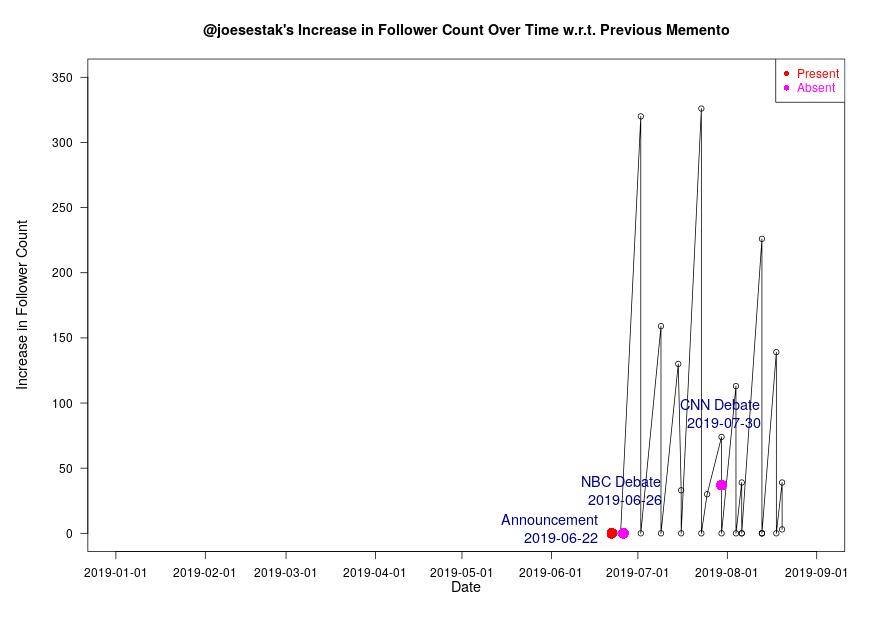 @joesestak's Increase in Follower Count Over Time w.r.t. Previous Memento
Present
Absent
Increase in Follower Count
350
300
250
200
150
100
50
0
CNN Debate
2019-07-30
NBC Debate
2019-06-26
Announcement
2019-06-22
2019-01-01 2019-02-01 2019-03-01 2019-04-01 2019-05-01 2019-06-01 2019-07-01 2019-08-01 2019-09-01
Date